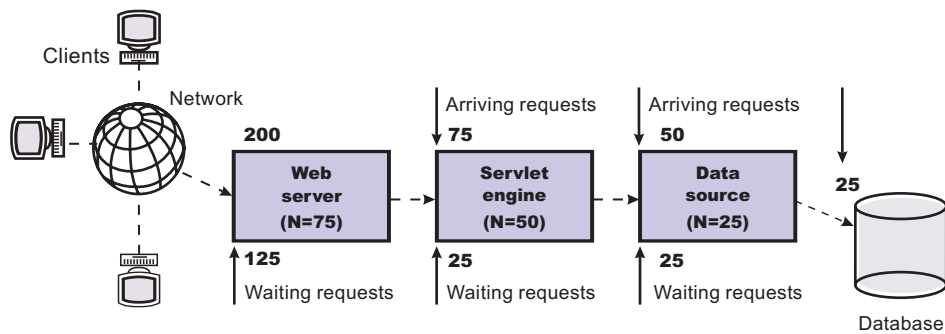 Clients
Network
Arriving requests
Arriving requests
200
75
50
25
Web
server
(N=75)
Servlet
engine
(N=50)
Data
source
(N=25)
125
25
25
Waiting requests
Waiting requests
Waiting requests
Database